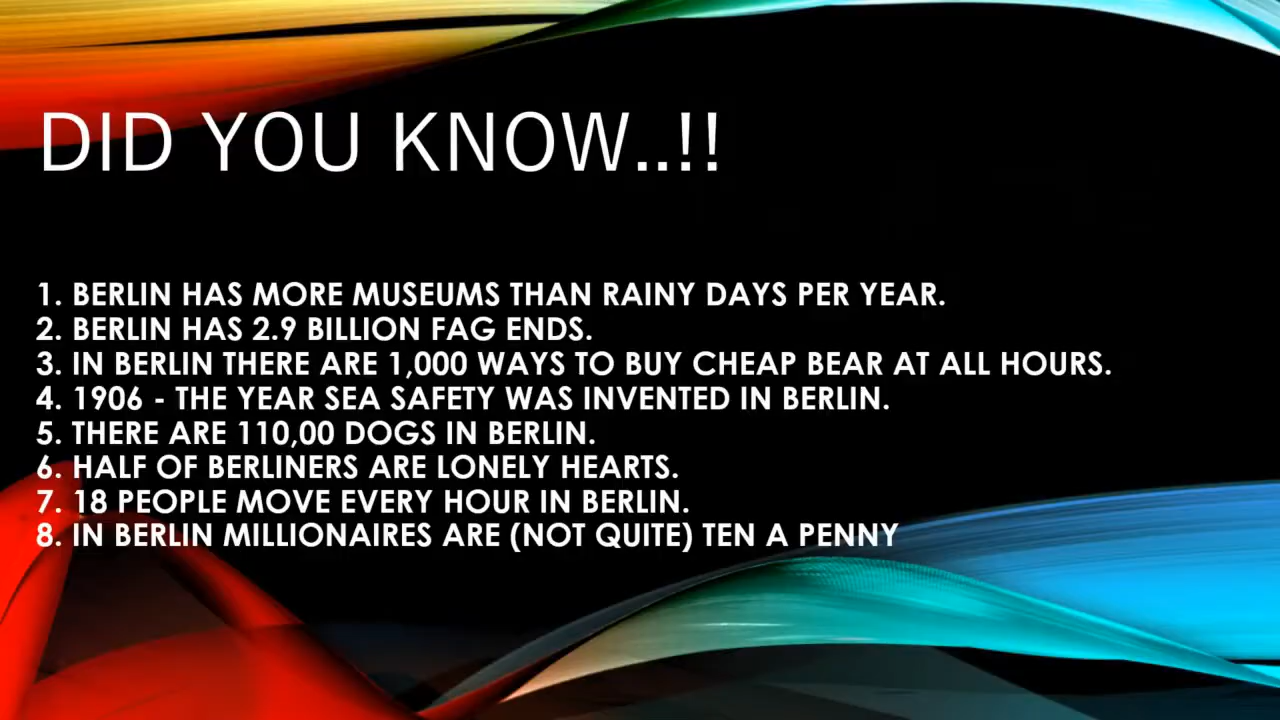 DID YOU KNOW..!!
1. BERLIN HAS MORE MUSEUMS THAN RAINY DAYS PER YEAR.
2. BERLIN HAS 2.9 BILLION FAG ENDS.
3. IN BERLIN THERE ARE 1,000 WAYS TO BUY CHEAP BEAR AT ALL HOURS.
4. 1906 - THE YEAR SEA SAFETY WAS INVENTED IN BERLIN.
5. THERE ARE 110,00 DOGS IN BERLIN.
6. HALF OF BERLINERS ARE LONELY HEARTS.
7. 18 PEOPLE MOVE EVERY HOUR IN BERLIN.
8. IN BERLIN MILLIONAIRES ARE (NOT QUITE) TEN A PENNY